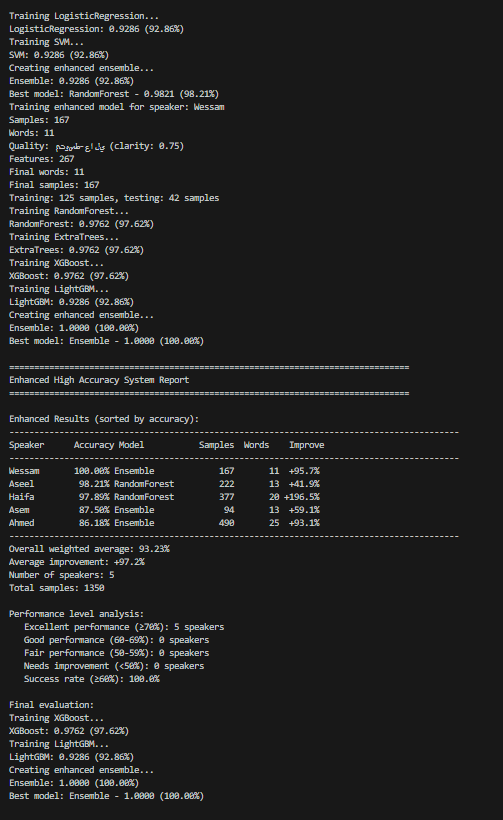 Training LogisticRegression...
LogisticRegression: 0.9286 (92.86%)
Training SVM...
SVM: 0.9286 (92.86%)
Creating enhanced ensemble...
Ensemble: 0.9286 (92.86%)
Best model: RandomForest - 0.9821 (98.21%)
Training enhanced model for speaker: Wessam
Samples: 167
Words: 11
Quality: متوسط-عالي (clarity: 0.75)
Features: 267
Final words: 11
Final samples: 167
Training: 125 samples, testing: 42 samples
Training RandomForest...
RandomForest: 0.9762 (97.62%)
Training ExtraTrees...
ExtraTrees: 0.9762 (97.62%)
Training XGBoost...
XGBoost: 0.9762 (97.62%)
Training LightGBM...
LightGBM: 0.9286 (92.86%)
Creating enhanced ensemble...
Ensemble: 1.0000 (100.00%)
Best model: Ensemble - 1.0000 (100.00%)
================================================================================
Enhanced High Accuracy System Report
================================================================================
Enhanced Results (sorted by accuracy):
------------------------------------------------------------------------------------------
Speaker Accuracy Model Samples Words Improve
------------------------------------------------------------------------------------------
Wessam 100.00% Ensemble 167 11 +95.7%
Aseel 98.21% RandomForest 222 13 +41.9%
Haifa 97.89% RandomForest 377 20 +196.5%
Asem 87.50% Ensemble 94 13 +59.1%
Ahmed 86.18% Ensemble 490 25 +93.1%
------------------------------------------------------------------------------------------
Overall weighted average: 93.23%
Average improvement: +97.2%
Number of speakers: 5
Total samples: 1350
Performance level analysis:
Excellent performance (≥70%): 5 speakers
Good performance (60-69%): 0 speakers
Fair performance (50-59%): 0 speakers
Needs improvement (<50%): 0 speakers
Success rate (≥60%): 100.0%
Final evaluation:
Training XGBoost...
XGBoost: 0.9762 (97.62%)
Training LightGBM...
LightGBM: 0.9286 (92.86%)
Creating enhanced ensemble...
Ensemble: 1.0000 (100.00%)
Best model: Ensemble - 1.0000 (100.00%)